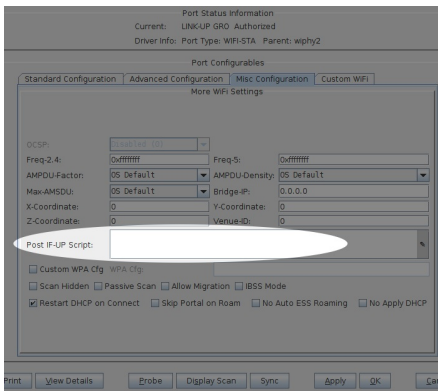 Port Status Information
Current: LINK-UP GRO Authorized
Driver Info: Port Type: WIFI-STA Parent: wiphy2
Port Configurables
Standard Configuration Advanced Configuration Misc Configuration Custom WiFi
More WiFi Settings
OCSP: Disabled (0)
Freq-2.4: 0xffffffff Freq-5: 0xffffffff
AMPDU-Factor: OS Default AMPDU-Density: OS Default
Max-AMSDU: OS Default Bridge-IP: 0.0.0.0
X-Coordinate: 0 Y-Coordinate: 0
Z-Coordinate: 0 Venue-ID: 0
Post IF-UP Script:
Custom WPA Cfg WPA Cfg:
Scan Hidden Passive Scan Allow Migration IBSS Mode
Restart DHCP on Connect Skip Portal on Roam No Auto ESS Roaming No Apply DHCP
Print View Details Probe Display Scan Sync Apply OK